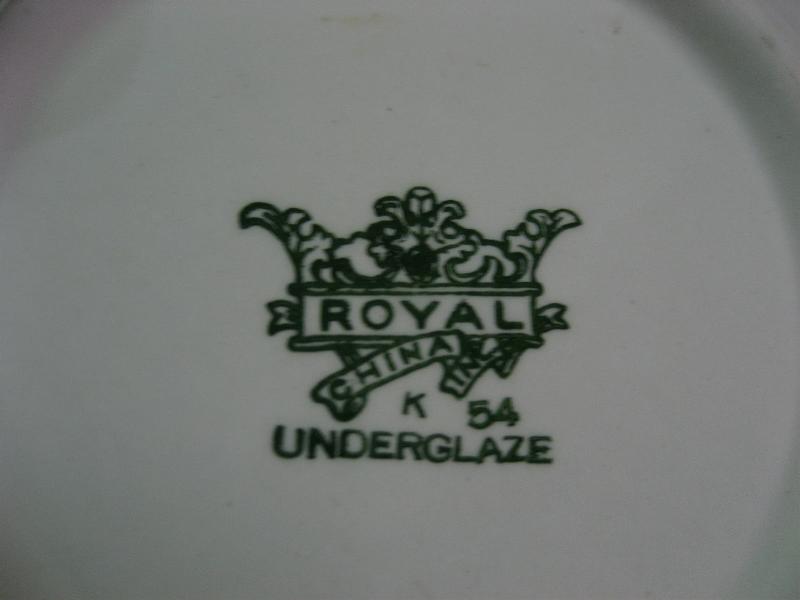 ROYAL
CHINA INC.
K 54
UNDERGLAZE